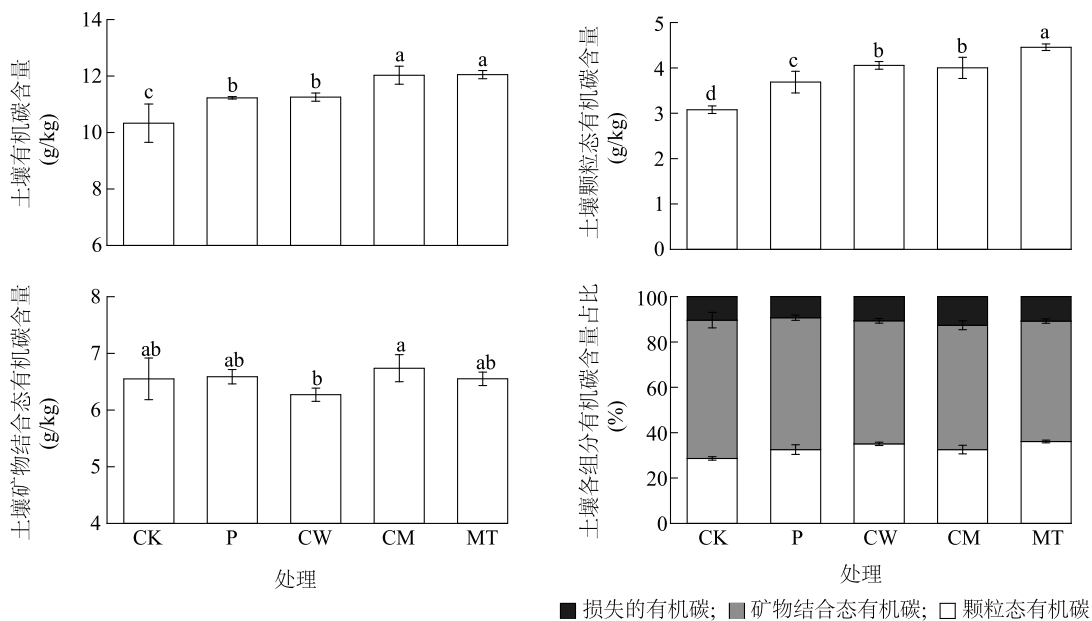 土壤有机碳含量
(g/kg)
14
12
10
8
6
c
b
b
a
a
土壤颗粒态有机碳含量
(g/kg)
5
4
3
2
1
0
d
c
b
b
a
土壤矿物结合态有机碳含量
(g/kg)
8
7
6
5
4
ab
ab
b
a
ab
CK P CW CM MT
处理
土壤各组分有机碳含量占比
(%)
100
80
60
40
20
0
CK P CW CM MT
处理
损失的有机碳; 矿物结合态有机碳; 颗粒态有机碳